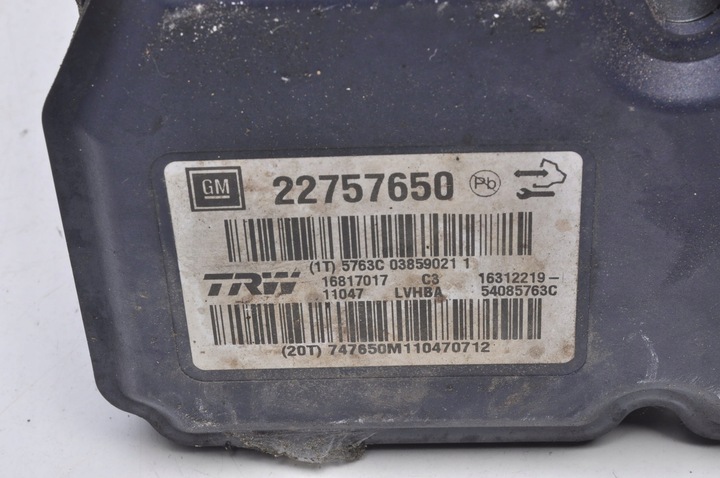 GM 22757650 Pb
(1T) 5763C 03859021 1
TRW 16817017 C3 16312219-
11047 LVHBA 54085763C
(20T) 747650M110470712